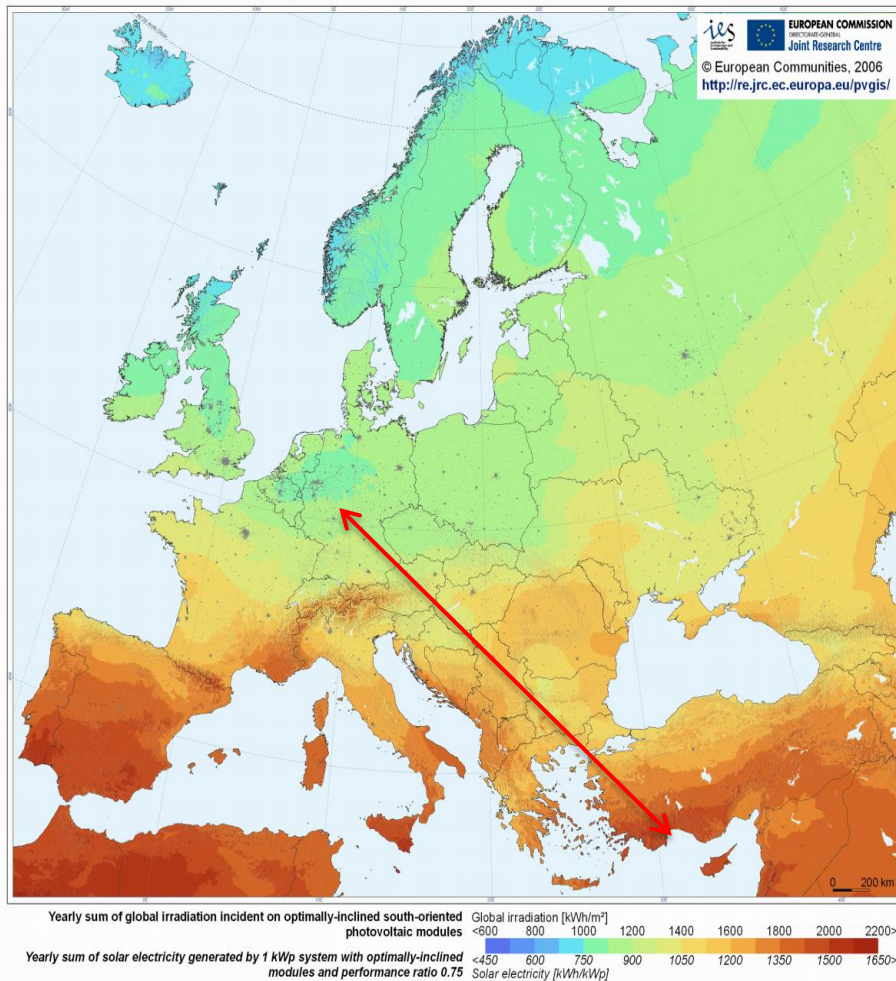 ies
EUROPEAN COMMISSION
DIRECTORATE-GENERAL
Joint Research Centre
© European Communities, 2006
http://re.jrc.ec.europa.eu/pvgis/
0 200 km
Yearly sum of global irradiation incident on optimally-inclined south-oriented
photovoltaic modules
Yearly sum of solar electricity generated by 1 kWp system with optimally-inclined
modules and performance ratio 0.75
Global irradiation [kWh/m²]
<600 800 1000 1200 1400 1600 1800 2000 2200>
<450 600 750 900 1050 1200 1350 1500 1650>
Solar electricity [kWh/kWp]